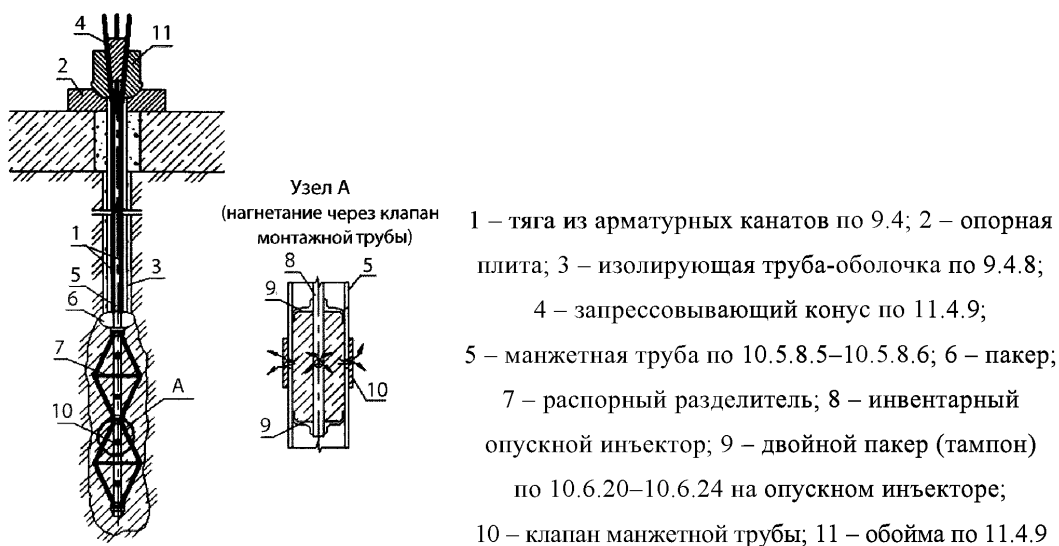 4
11
2
1
5
3
6
7
А
10
Узел А
(нагнетание через клапан
монтажной трубы)
8
5
9
10
9
1 – тяга из арматурных канатов по 9.4; 2 – опорная
плита; 3 – изолирующая труба-оболочка по 9.4.8;
4 – запрессовывающий конус по 11.4.9;
5 – манжетная труба по 10.5.8.5–10.5.8.6; 6 – пакер;
7 – распорный разделитель; 8 – инвентарный
опускной инъектор; 9 – двойной пакер (тампон)
по 10.6.20–10.6.24 на опускном инъекторе;
10 – клапан манжетной трубы; 11 – обойма по 11.4.9